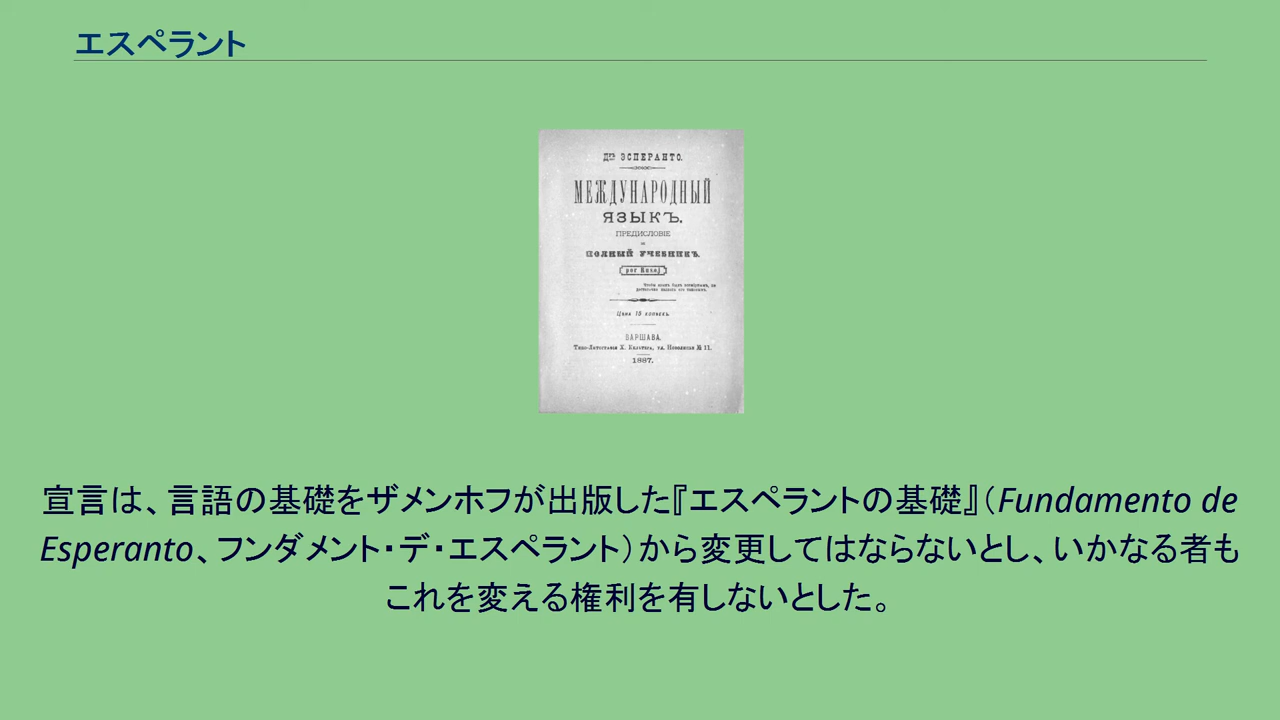 エスペラント
Дръ ЭСПЕРАНТО.
МЕЖДУНАРОДНЫЙ
ЯЗЫКЪ.
ПРЕДИСЛОВІЕ
и
ПОЛНЫЙ УЧЕБНИКЪ.
por Rusoj
Цѣна 15 копѣекъ.
ВАРШАВА,
1887.
宣言は、言語の基礎をザメンホフが出版した『エスペラントの基礎』(Fundamento de
Esperanto、フンダメント・デ・エスペラント)から変更してはならないとし、いかなる者も
これを変える権利を有しないとした。